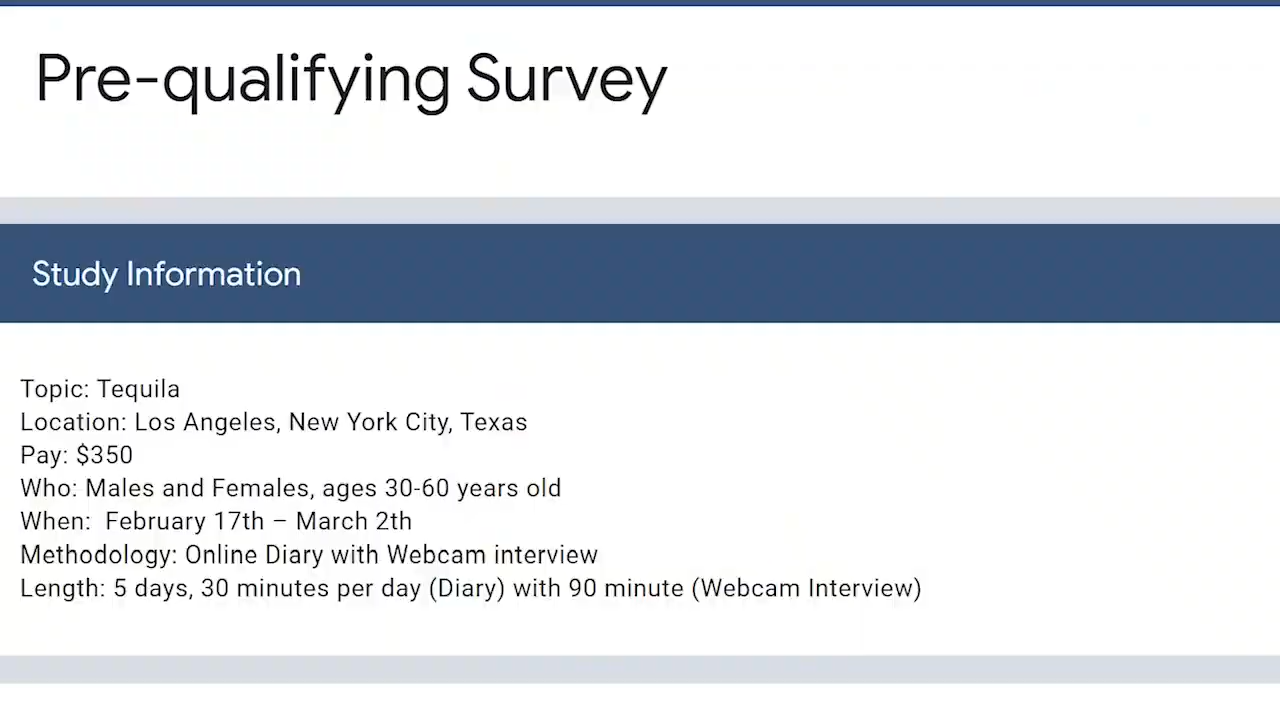 Pre-qualifying Survey
Study Information
Topic: Tequila
Location: Los Angeles, New York City, Texas
Pay: $350
Who: Males and Females, ages 30-60 years old
When:  February 17th – March 2th
Methodology: Online Diary with Webcam interview
Length: 5 days, 30 minutes per day (Diary) with 90 minute (Webcam Interview)